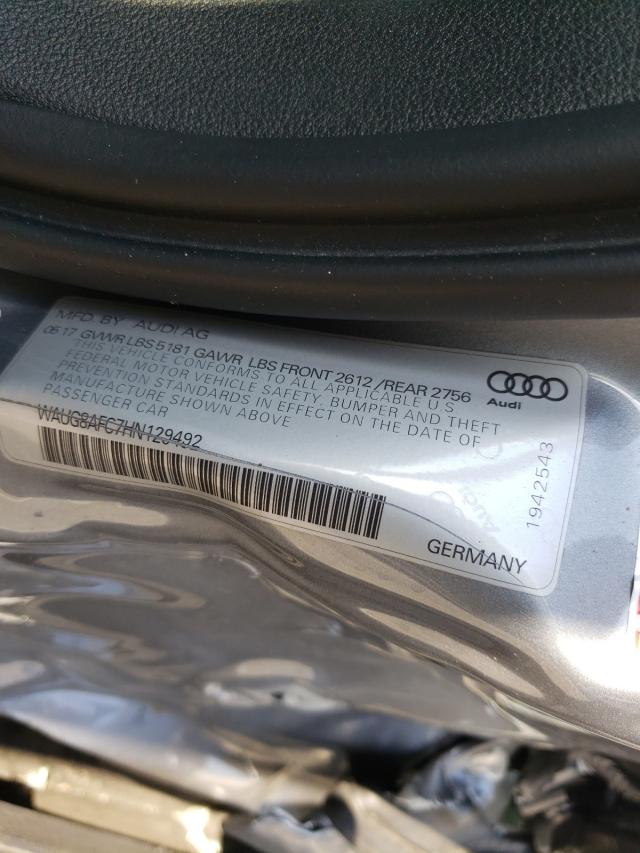 MFD. BY AUDI AG
05 17 GVWR LBS 5181 GAWR LBS FRONT 2612 / REAR 2756
THIS VEHICLE CONFORMS TO ALL APPLICABLE U.S.
FEDERAL MOTOR VEHICLE SAFETY, BUMPER AND THEFT
PREVENTION STANDARDS IN EFFECT ON THE DATE OF
MANUFACTURE SHOWN ABOVE
PASSENGER CAR
WAUG8AFC7HN129492
Audi
1942543
Audi
GERMANY